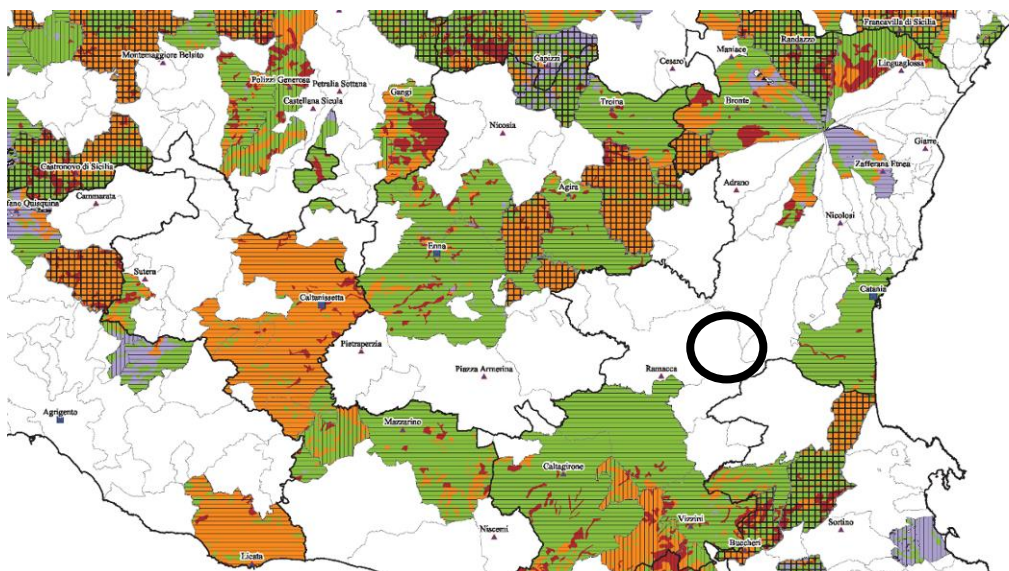 Francavilla di Sicilia
Randazzo
Maniace
Montemaggiore Belsito
Capizzi
Cesarò
Linguaglossa
Polizzi Generosa
Petralia Sottana
Gangi
Castellana Sicula
Troina
Bronte
Nicosia
Giarre
Castronovo di Sicilia
Zafferana Etnea
Cammarata
Agira
Adrano
fano Quisquina
Nicolosi
Enna
Sutera
Catania
Caltanissetta
Pietraperzia
Piazza Armerina
Ramacca
Agrigento
Mazzarino
Caltagirone
Vizzini
Sortino
Niscemi
Buccheri
Licata